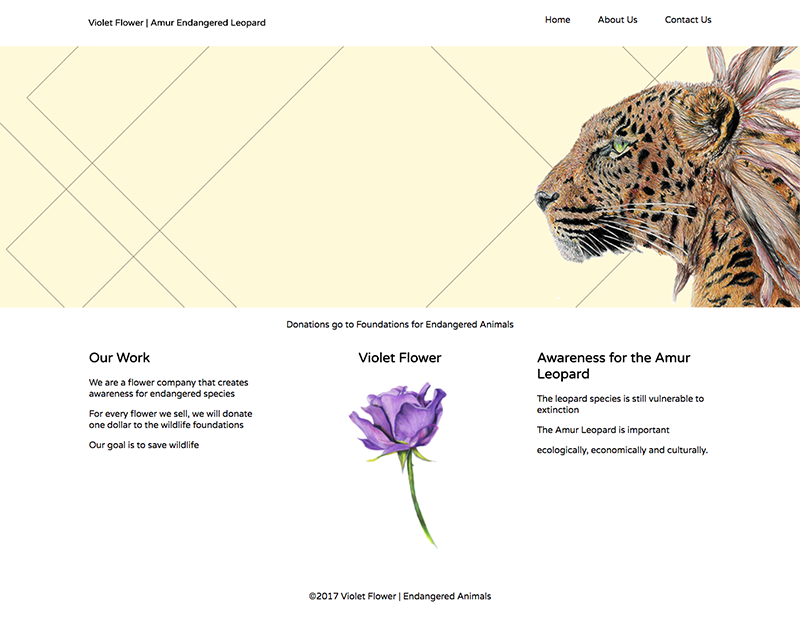 Violet Flower | Amur Endangered Leopard
Home
About Us
Contact Us
Donations go to Foundations for Endangered Animals
Our Work
We are a flower company that creates
awareness for endangered species
For every flower we sell, we will donate
one dollar to the wildlife foundations
Our goal is to save wildlife
Violet Flower
Awareness for the Amur
Leopard
The leopard species is still vulnerable to
extinction
The Amur Leopard is important
ecologically, economically and culturally.
©2017 Violet Flower | Endangered Animals